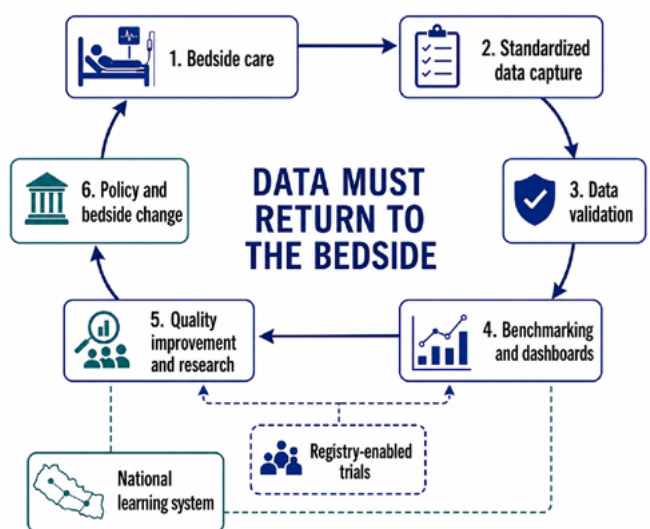 1. Bedside care
2. Standardized
data capture
3. Data
validation
DATA MUST
RETURN TO
THE BEDSIDE
6. Policy and
bedside change
5. Quality
improvement
and research
4. Benchmarking
and dashboards
Registry-enabled
trials
National
learning system